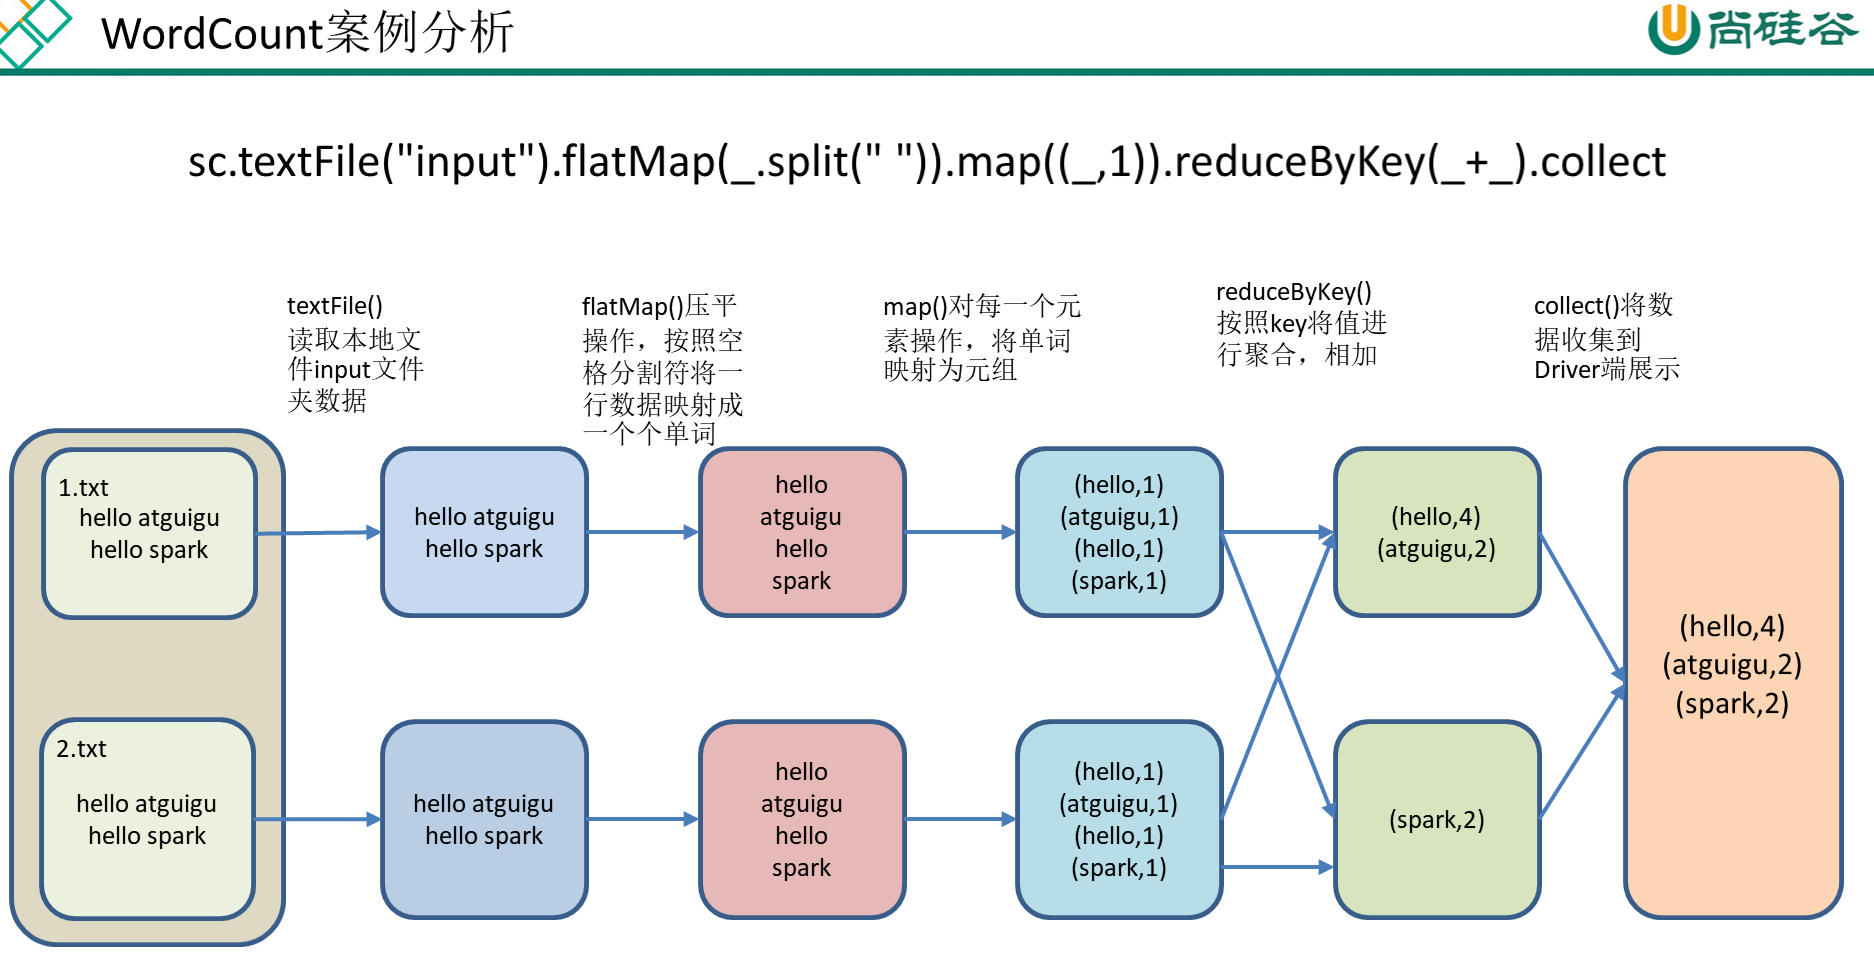 WordCount案例分析
尚硅谷
sc.textFile("input").flatMap(_.split(" ")).map((_,1)).reduceByKey(_+_).collect
textFile()
读取本地文
件input文件
夹数据
flatMap()压平
操作，按照空
格分割符将一
行数据映射成
一个个单词
map()对每一个元
素操作，将单词
映射为元组
reduceByKey()
按照key将值进
行聚合，相加
collect()将数
据收集到
Driver端展示
1.txt
hello atguigu
hello spark
hello atguigu
hello spark
hello
atguigu
hello
spark
(hello,1)
(atguigu,1)
(hello,1)
(spark,1)
(hello,4)
(atguigu,2)
(hello,4)
(atguigu,2)
(spark,2)
2.txt
hello atguigu
hello spark
hello atguigu
hello spark
hello
atguigu
hello
spark
(hello,1)
(atguigu,1)
(hello,1)
(spark,1)
(spark,2)